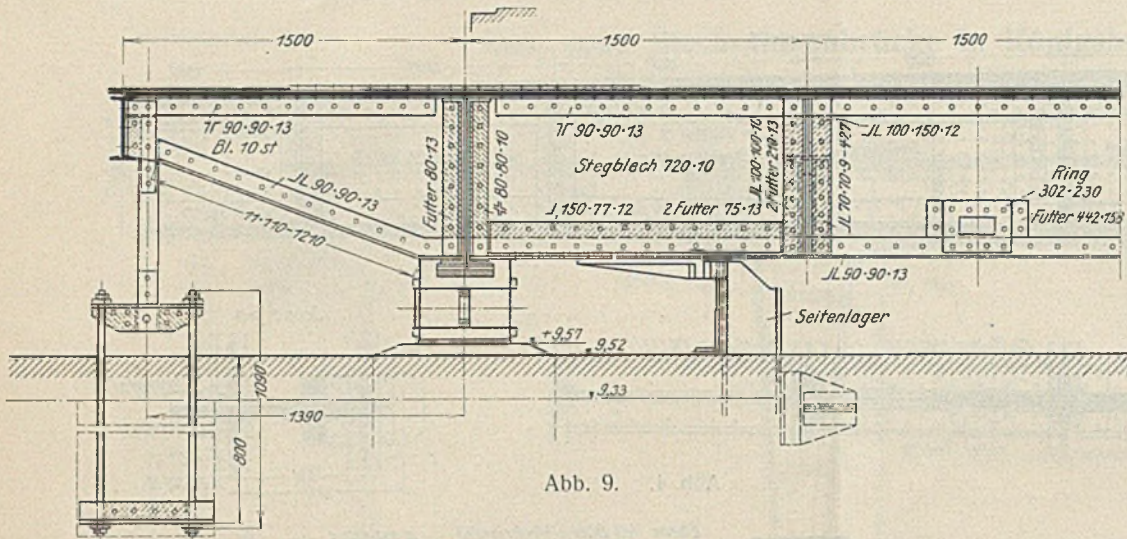 1500
1500
1500
90·90·13
Bl. 10 st
JL 90·90·13
11·110-1210
Futter 80·13
80·80·10
90·90·13
Stegblech 720·10
J 150·77·12
2 Futter 75·13
JL 100·100·10
2 Futter 210·13
JL 70·70·9·427
JL 100·150·12
Ring
302·230
Futter 442·153
JL 90·90·13
Seitenlager
+9,57
9,52
9,33
1390
1090
800
Abb. 9.